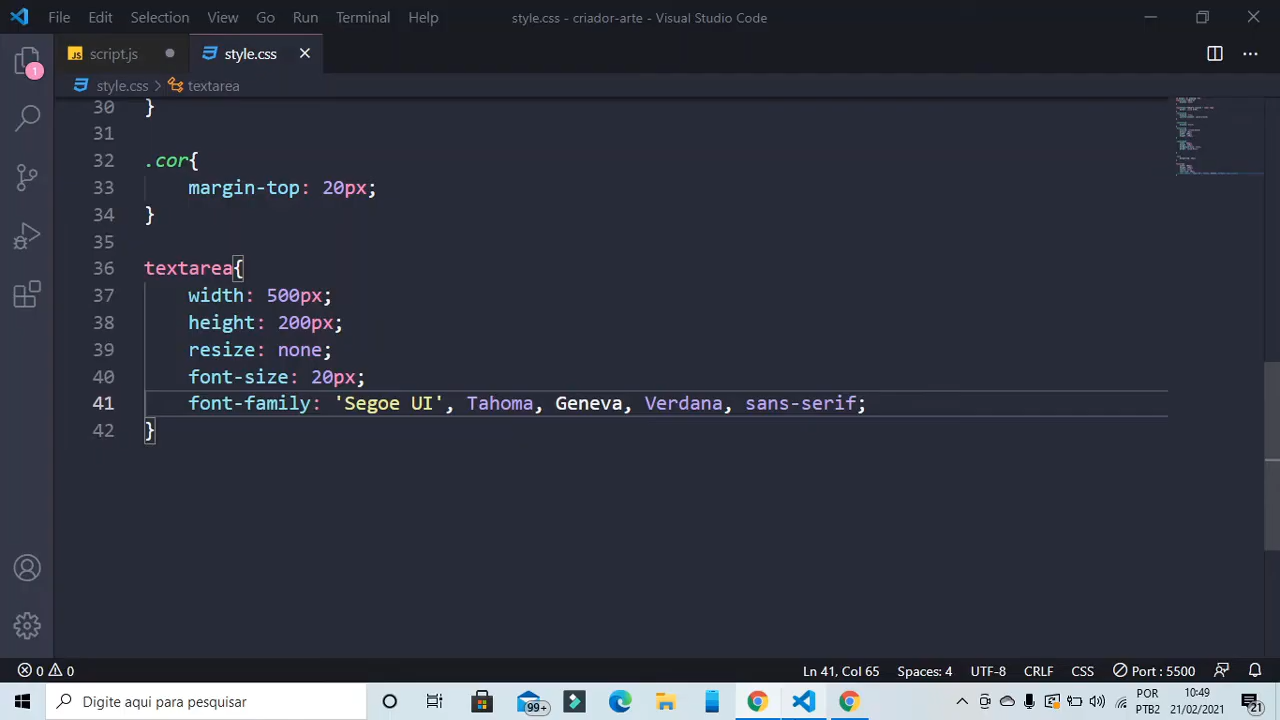 File Edit Selection View Go Run Terminal Help style.css - criador-arte - Visual Studio Code
JS script.js style.css
style.css > textarea
1
30 }
31
32 .cor{
33 margin-top: 20px;
34 }
35
36 textarea{
37 width: 500px;
38 height: 200px;
39 resize: none;
40 font-size: 20px;
41 font-family: 'Segoe UI', Tahoma, Geneva, Verdana, sans-serif;
42 }
0 0 Ln 41, Col 65 Spaces: 4 UTF-8 CRLF CSS Port : 5500
Digite aqui para pesquisar 99+ POR 10:49
PTB2 21/02/2021 21